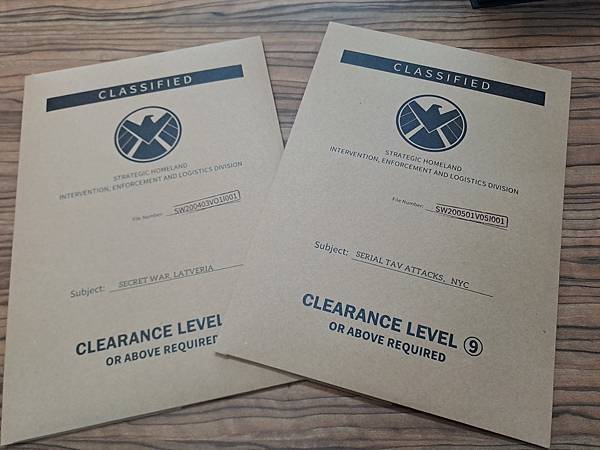 CLASSIFIED
STRATEGIC HOMELAND
INTERVENTION, ENFORCEMENT AND LOGISTICS DIVISION
File Number: SW200403VO1I001
Subject: SECRET WAR, LATVERIA
CLEARANCE LEVEL
OR ABOVE REQUIRED
CLASSIFIED
STRATEGIC HOMELAND
INTERVENTION, ENFORCEMENT AND LOGISTICS DIVISION
File Number: SW200501V05I001
Subject: SERIAL TAV ATTACKS, NYC
CLEARANCE LEVEL 9
OR ABOVE REQUIRED